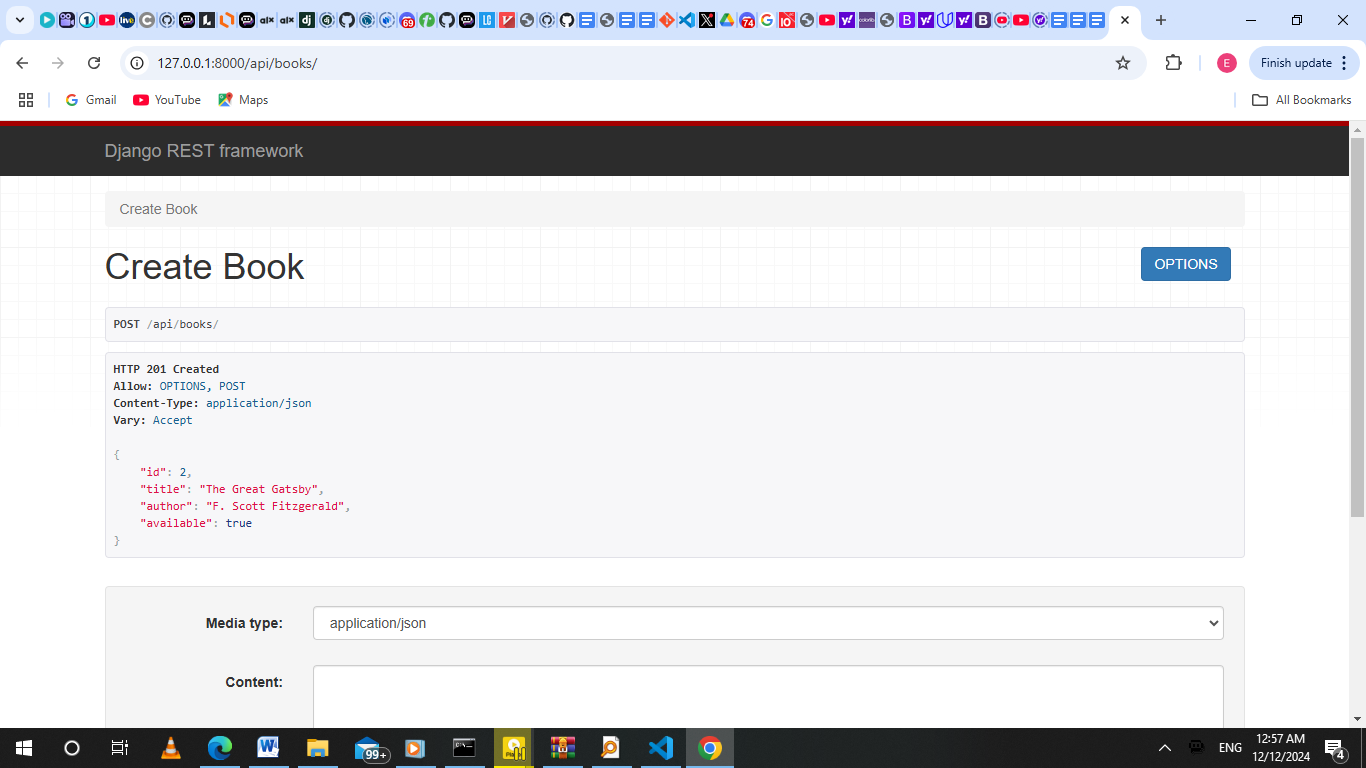 127.0.0.1:8000/api/books/
E
Finish update
Gmail
YouTube
Maps
All Bookmarks
Django REST framework
Create Book
Create Book
OPTIONS
POST /api/books/
HTTP 201 Created
Allow: OPTIONS, POST
Content-Type: application/json
Vary: Accept
{
"id": 2,
"title": "The Great Gatsby",
"author": "F. Scott Fitzgerald",
"available": true
}
Media type:
application/json
Content:
99+
ENG
12:57 AM
12/12/2024
4